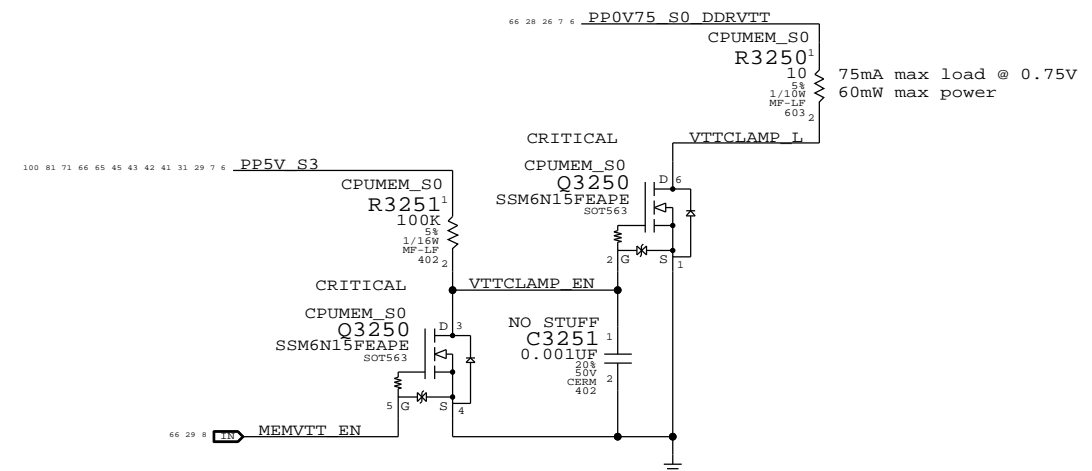 66 28 26 7 6 PP0V75_S0_DDRVTT
CPUMEM_S0
R3250 1
10
5%
1/10W
MF-LF
603 2
75mA max load @ 0.75V
60mW max power
VTTCLAMP_L
CRITICAL
CPUMEM_S0
Q3250
SSM6N15FEAPE
SOT563
D 6
2 G S 1
100 81 71 66 65 45 43 42 41 31 29 7 6 PP5V_S3
CPUMEM_S0
R3251 1
100K
5%
1/16W
MF-LF
402 2
VTTCLAMP_EN
CRITICAL
CPUMEM_S0
Q3250
SSM6N15FEAPE
SOT563
D 3
5 G S 4
NO STUFF
C3251 1
0.001UF
20%
50V
CERM
402 2
66 29 8 IN MEMVTT_EN